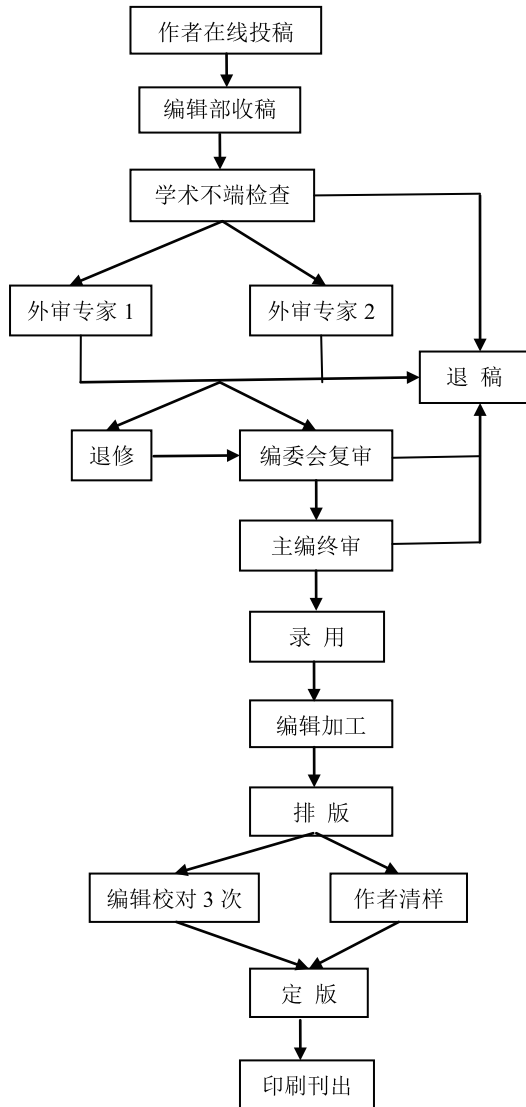 作者在线投稿
编辑部收稿
学术不端检查
外审专家 1
外审专家 2
退 稿
退修
编委会复审
主编终审
录 用
编辑加工
排 版
编辑校对 3 次
作者清样
定 版
印刷刊出